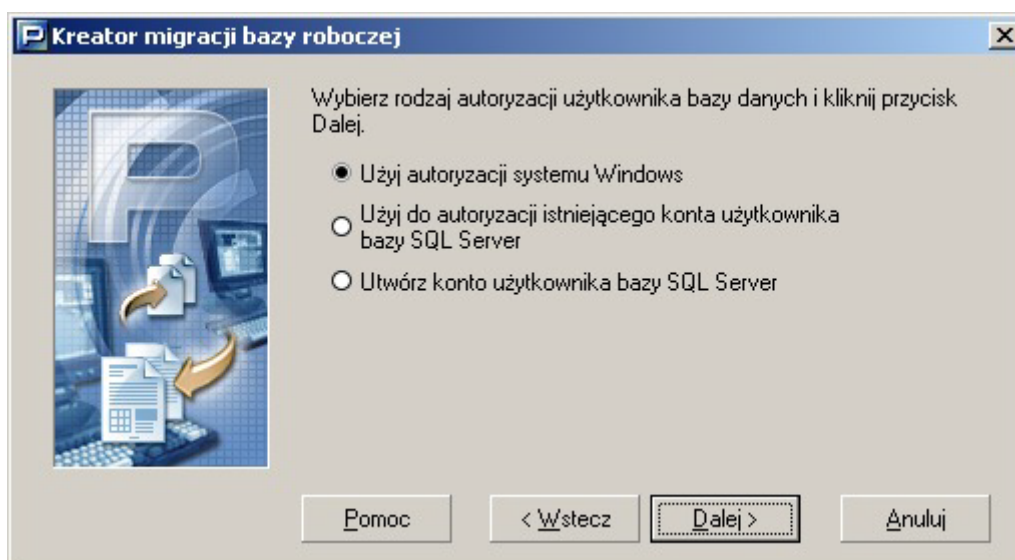 Kreator migracji bazy roboczej
Wybierz rodzaj autoryzacji użytkownika bazy danych i kliknij przycisk
Dalej.
Użyj autoryzacji systemu Windows
Użyj do autoryzacji istniejącego konta użytkownika
bazy SQL Server
Utwórz konto użytkownika bazy SQL Server
Pomoc
< Wstecz
Dalej >
Anuluj